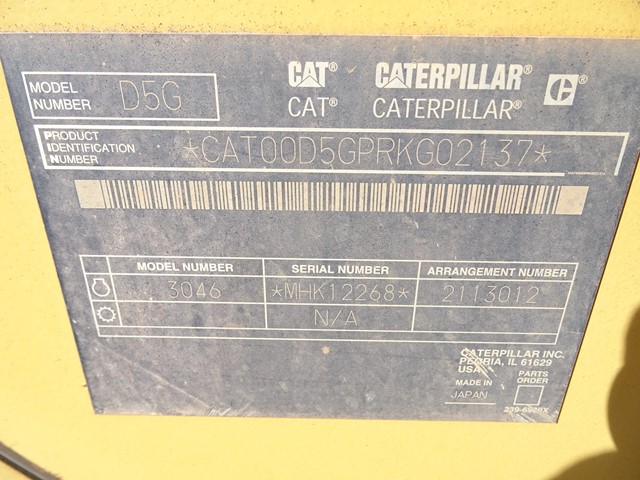 MODEL NUMBER D5G
CAT® CATERPILLAR® C®
CAT® CATERPILLAR®
PRODUCT IDENTIFICATION NUMBER *CAT00D5GPRKG02137*
MODEL NUMBER SERIAL NUMBER ARRANGEMENT NUMBER
3046 *MHK12268* 2113012
N/A
CATERPILLAR INC.
PEORIA, IL 61629
USA
MADE IN JAPAN
PARTS ORDER